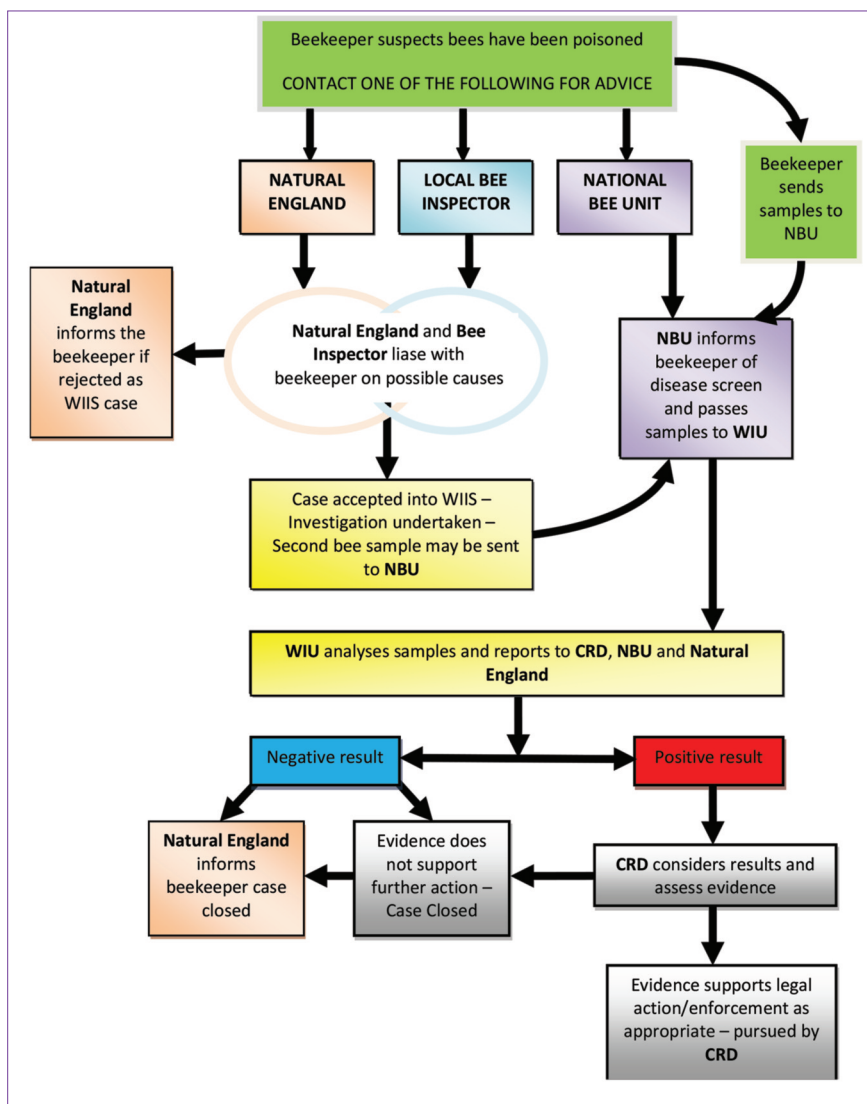 Beekeeper suspects bees have been poisoned
CONTACT ONE OF THE FOLLOWING FOR ADVICE
NATURAL
ENGLAND
LOCAL BEE
INSPECTOR
NATIONAL
BEE UNIT
Beekeeper
sends
samples to
NBU
Natural
England
informs the
beekeeper if
rejected as
WIIS case
Natural England and Bee
Inspector liase with
beekeeper on possible causes
NBU informs
beekeeper of
disease screen
and passes
samples to WIU
Case accepted into WIIS –
Investigation undertaken –
Second bee sample may be sent
to NBU
WIU analyses samples and reports to CRD, NBU and Natural
England
Negative result
Positive result
Natural England
informs
beekeeper case
closed
Evidence does
not support
further action –
Case Closed
CRD considers results and
assess evidence
Evidence supports legal
action/enforcement as
appropriate – pursued by
CRD